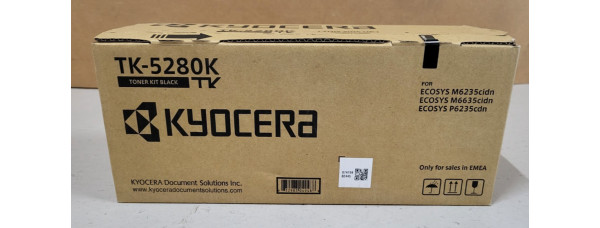 TK-5280K
TONER KIT BLACK
TK
KYOCERA
FOR
ECOSYS M6235cidn
ECOSYS M6635cidn
ECOSYS P6235cdn
Only for sales in EMEA
KYOCERA Document Solutions Inc.
www.kyoceradocumentsolutions.com